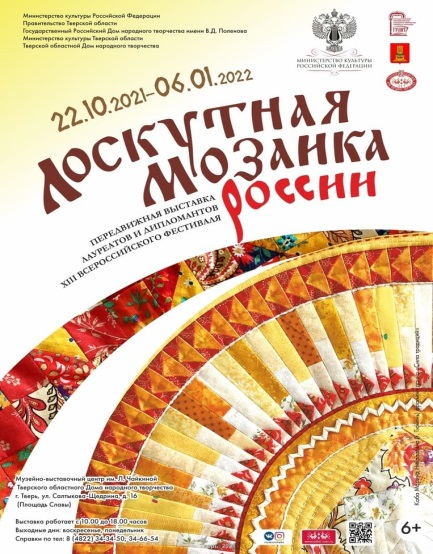 Министерство культуры Российской Федерации
Правительство Тверской области
Государственный Российский Дом народного творчества имени В.Д. Поленова
Министерство культуры Тверской области
Тверской областной Дом народного творчества
МИНИСТЕРСТВО КУЛЬТУРЫ
РОССИЙСКОЙ ФЕДЕРАЦИИ
22.10.2021-06.01.2022
Лоскутная
мозаика
России
ПЕРЕДВИЖНАЯ ВЫСТАВКА
ЛАУРЕАТОВ И ДИПЛОМАНТОВ
XIII ВСЕРОССИЙСКОГО ФЕСТИВАЛЯ
Музейно-выставочный центр им. Л. Чайкиной
Тверского областного Дома народного творчества
г. Тверь, ул. Салтыкова-Щедрина, д. 16
(Площадь Славы)
Выставка работает с 10.00 до 18.00 часов
Выходные дни: воскресенье, понедельник
Справки по тел: 8 (4822) 34-34-50; 34-66-54
6+